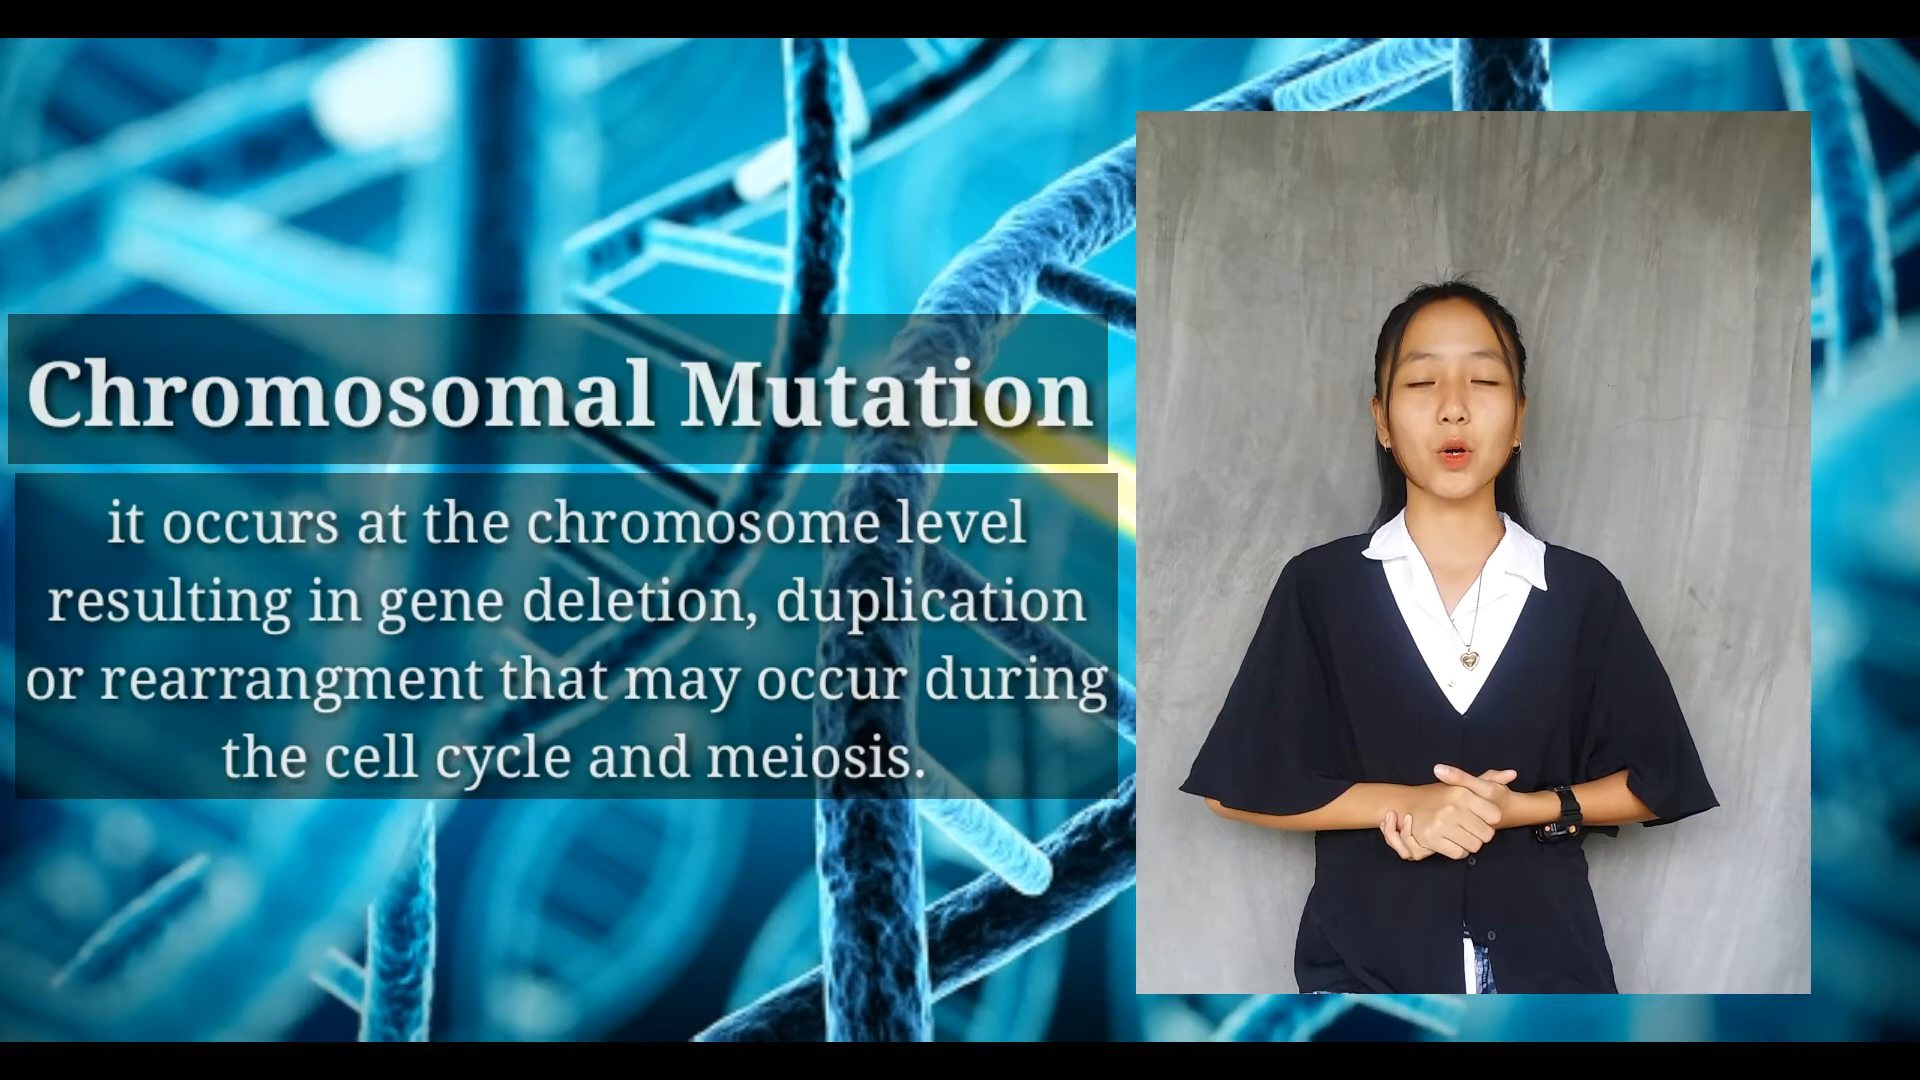 Chromosomal Mutation
it occurs at the chromosome level
resulting in gene deletion, duplication
or rearrangment that may occur during
the cell cycle and meiosis.